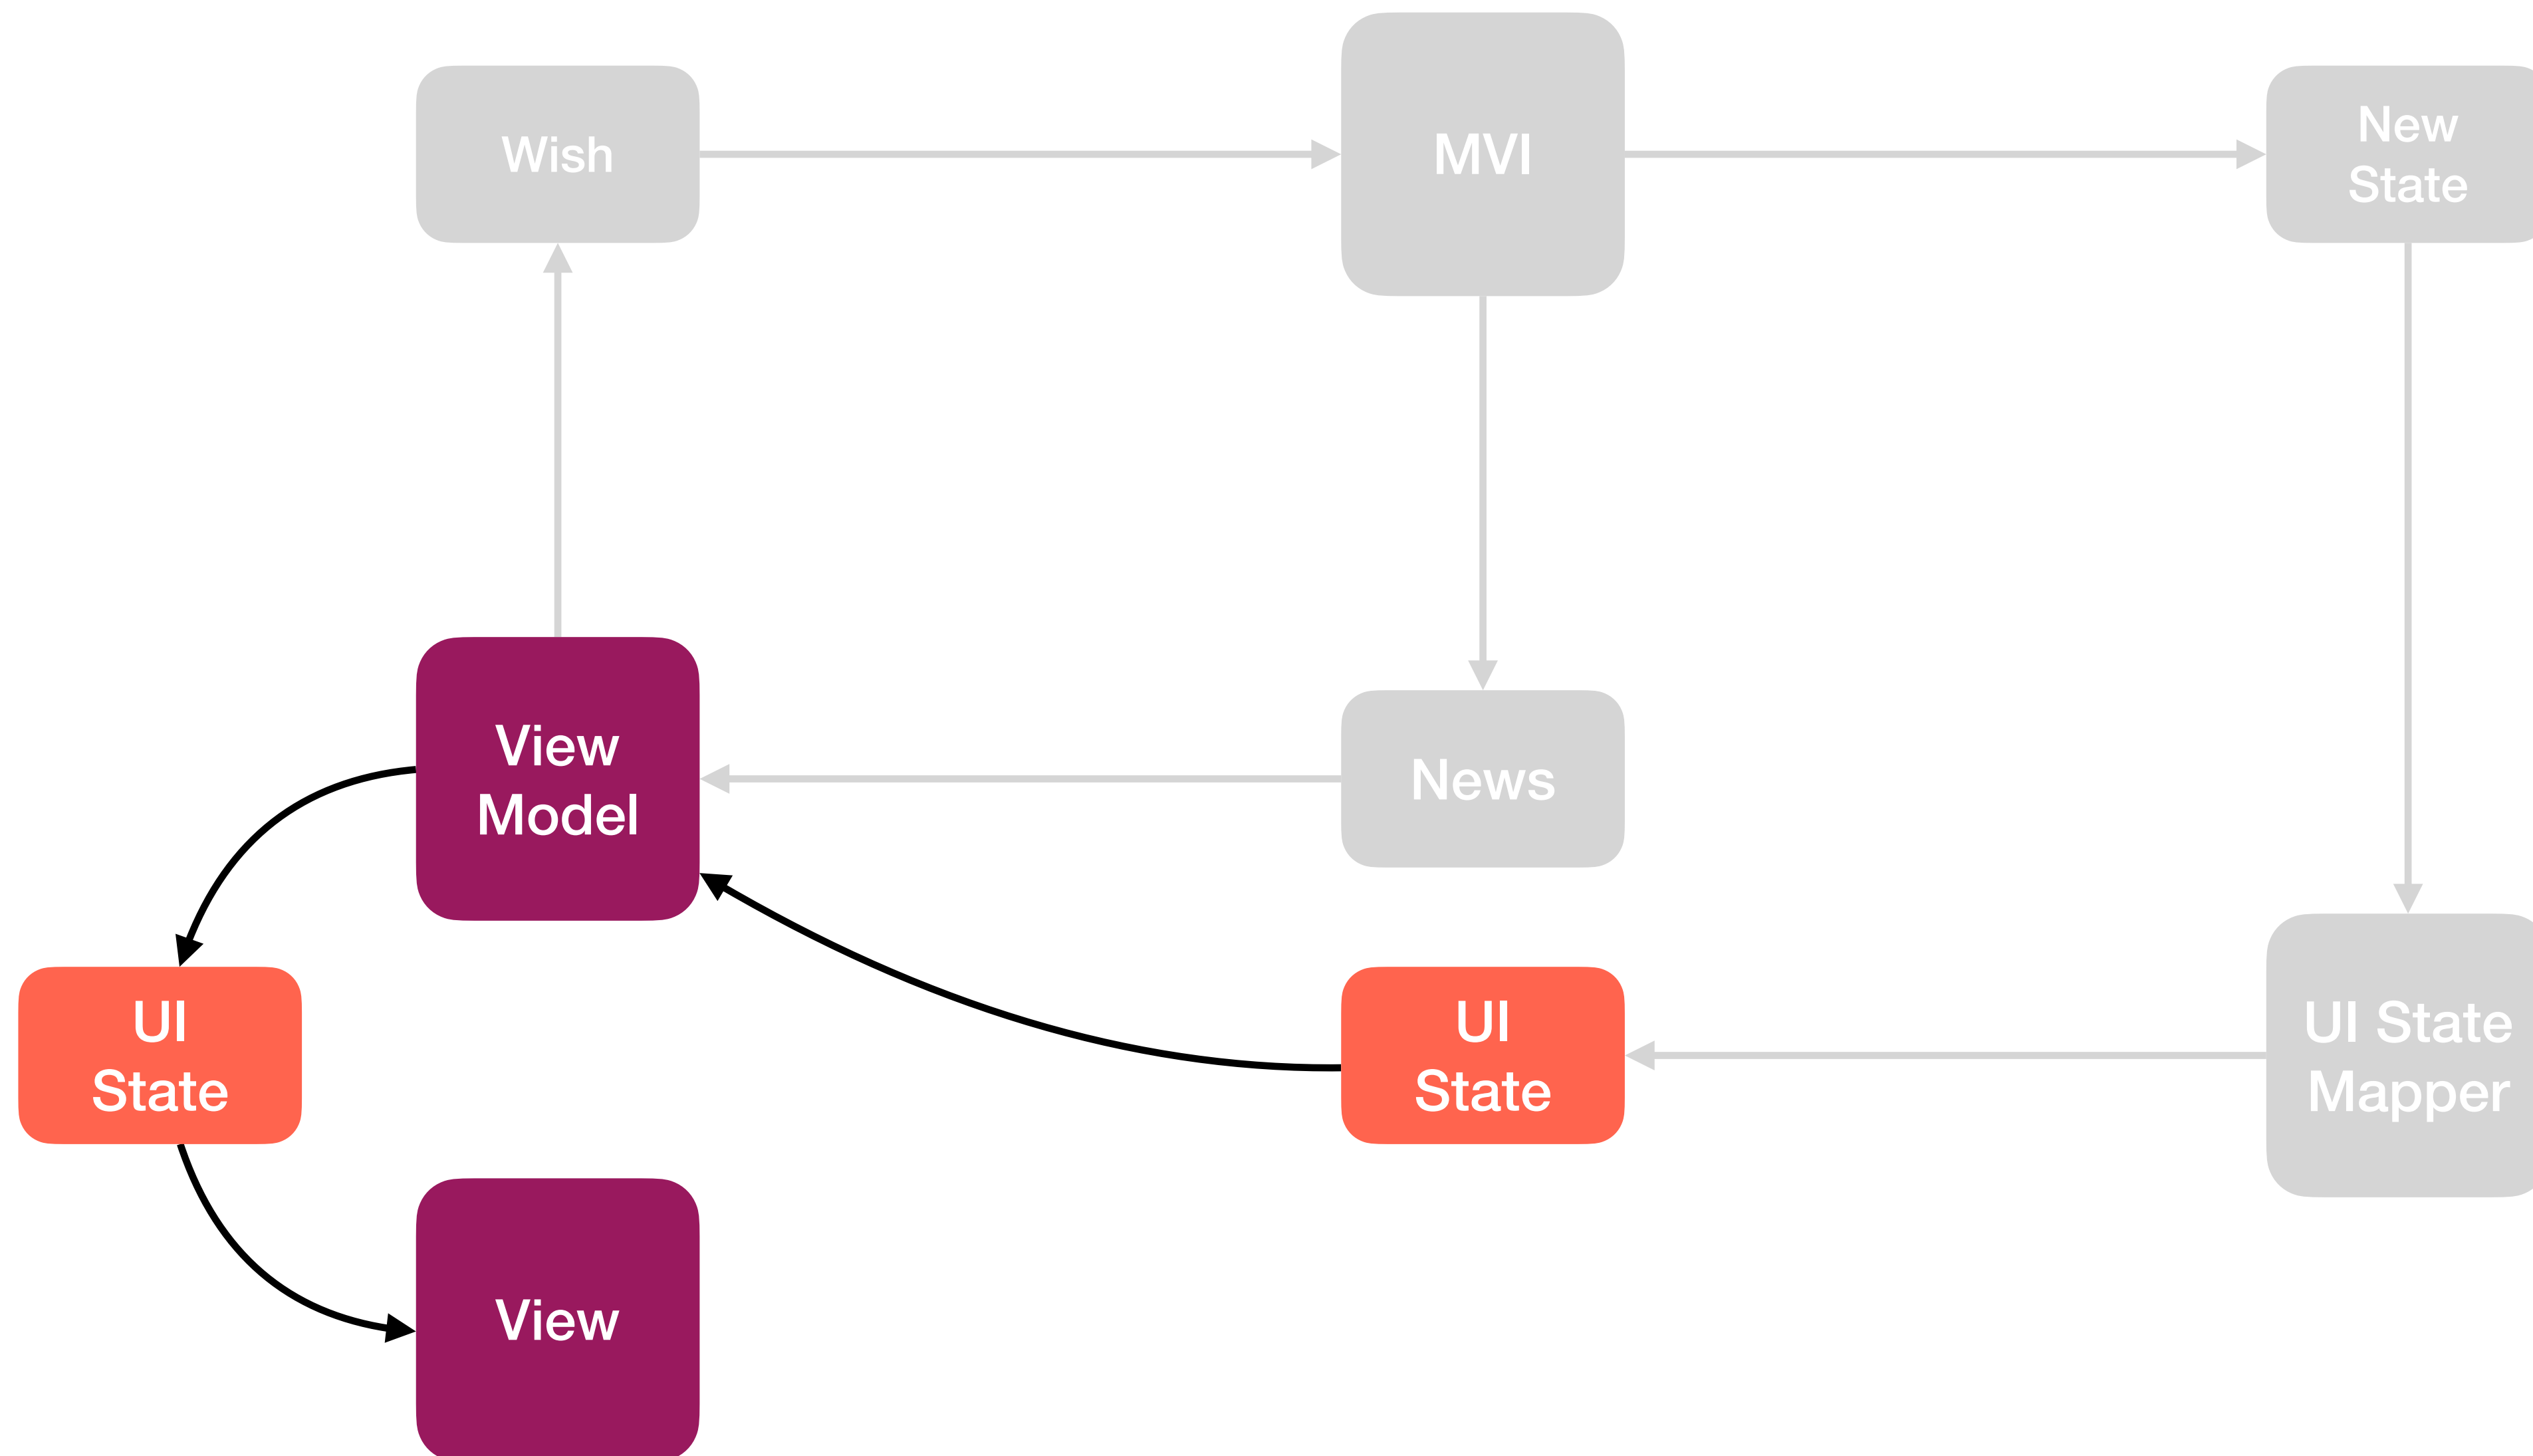 Wish
MVI
New
State
View
Model
News
UI
State
UI
State
UI State
Mapper
View